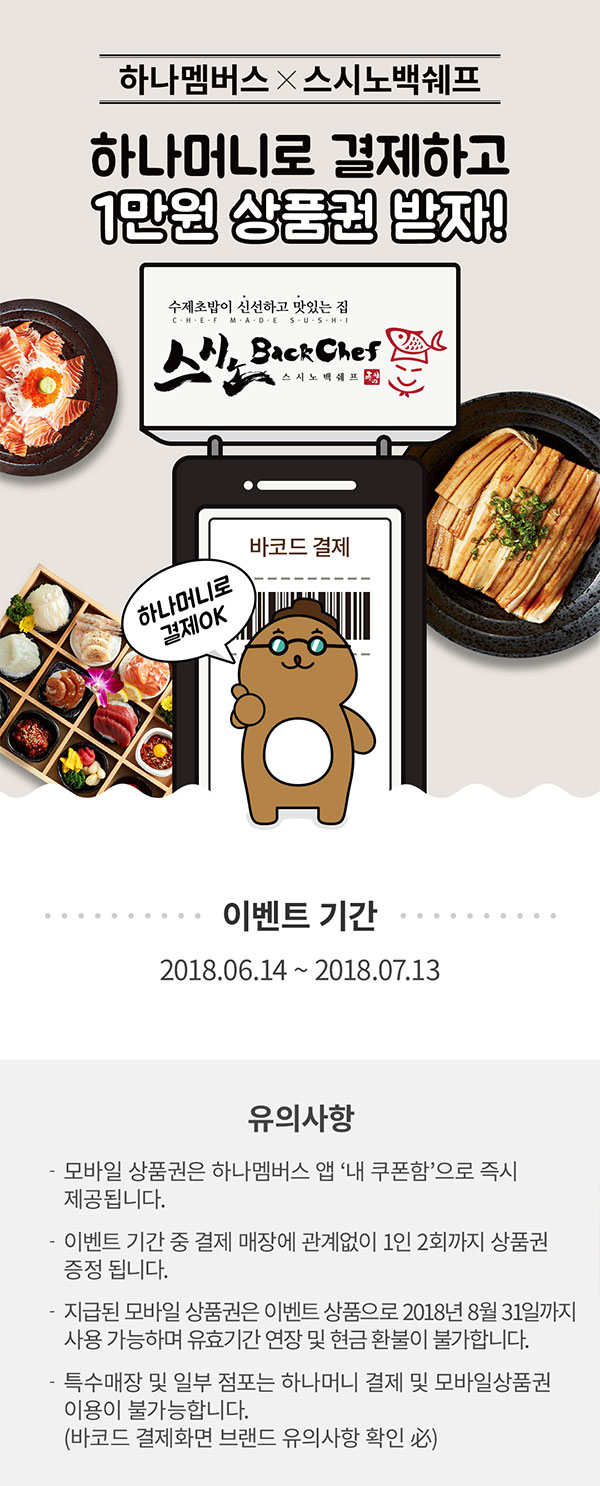 하나멤버스 × 스시노백쉐프
하나머니로 결제하고
1만원 상품권 받자!
수제초밥이 신선하고 맛있는 집
CHEF MADE SUSHI
스시노 BackChef
스시노백쉐프
바코드 결제
하나머니로
결제OK
이벤트 기간
2018.06.14 ~ 2018.07.13
유의사항
- 모바일 상품권은 하나멤버스 앱 ‘내 쿠폰함’으로 즉시
제공됩니다.
- 이벤트 기간 중 결제 매장에 관계없이 1인 2회까지 상품권
증정 됩니다.
- 지급된 모바일 상품권은 이벤트 상품으로 2018년 8월 31일까지
사용 가능하며 유효기간 연장 및 현금 환불이 불가합니다.
- 특수매장 및 일부 점포는 하나머니 결제 및 모바일상품권
이용이 불가능합니다.
(바코드 결제화면 브랜드 유의사항 확인 必)